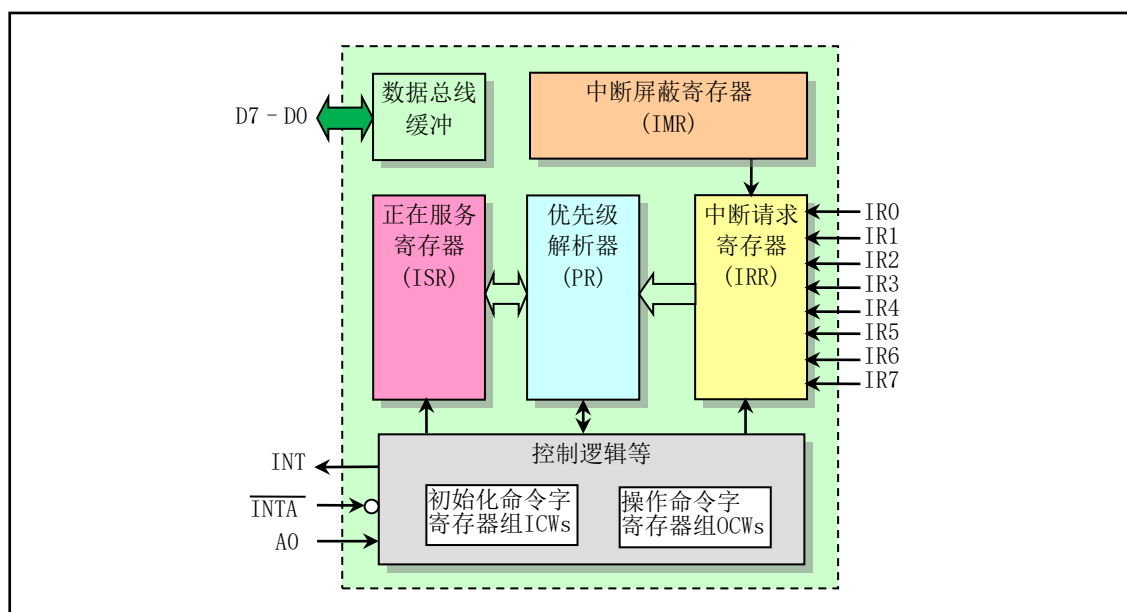 数据总线
缓冲
中断屏蔽寄存器
(IMR)
D7－D0
正在服务
寄存器
(ISR)
优先级
解析器
(PR)
中断请求
寄存器
(IRR)
IR0
IR1
IR2
IR3
IR4
IR5
IR6
IR7
控制逻辑等
INT
INTA
A0
初始化命令字
寄存器组ICWs
操作命令字
寄存器组OCWs